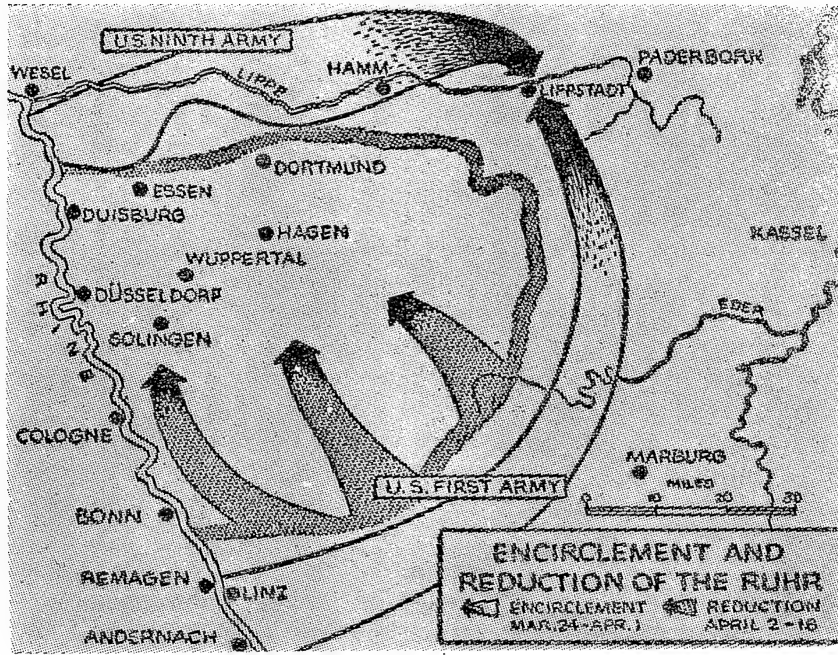 U.S. NINTH ARMY
WESEL
LIPPE
HAMM
PADERBORN
LIPPSTADT
DORTMUND
ESSEN
DUISBURG
HAGEN
KASSEL
WUPPERTAL
RHINE
DÜSSELDORF
EDER
SOLINGEN
COLOGNE
MARBURG
MILES
0 10 20 30
U.S. FIRST ARMY
BONN
REMAGEN
LINZ
ANDERNACH
ENCIRCLEMENT AND
REDUCTION OF THE RUHR
ENCIRCLEMENT REDUCTION
MAR. 24-APR. 1 APRIL 2-18